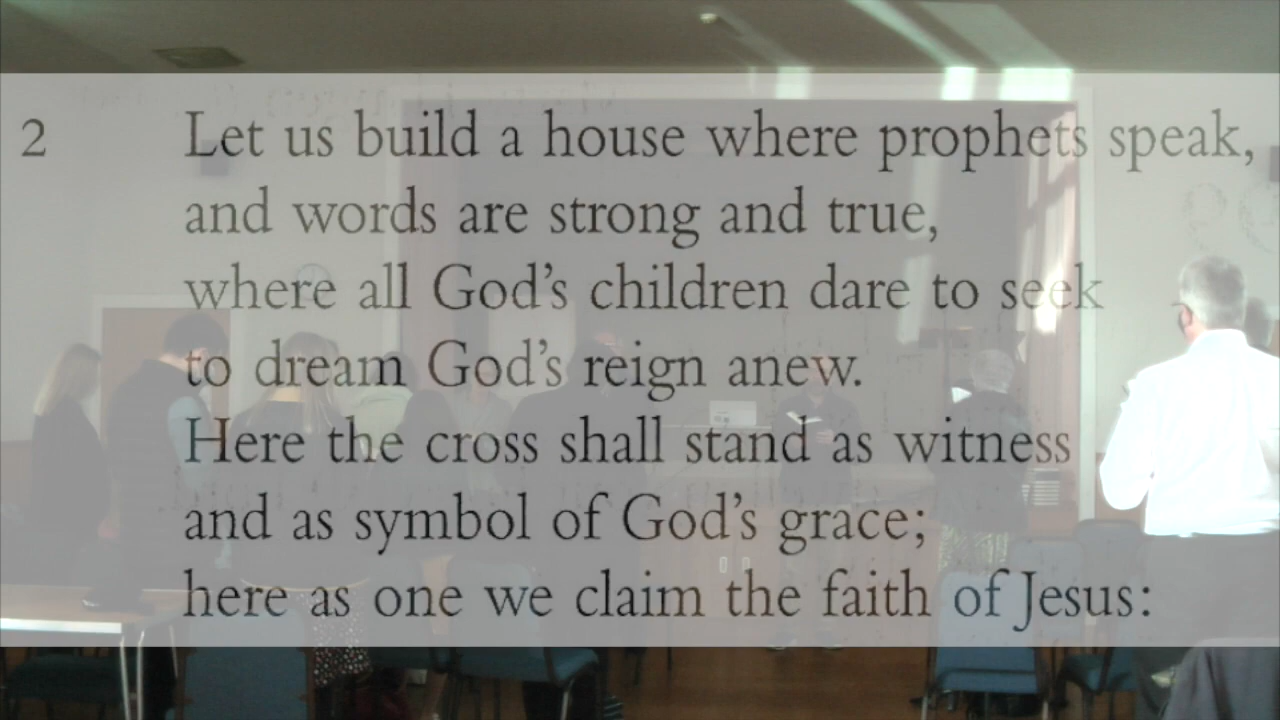 2 Let us build a house where prophets speak,
and words are strong and true,
where all God's children dare to seek
to dream God's reign anew.
Here the cross shall stand as witness
and as symbol of God's grace;
here as one we claim the faith of Jesus: